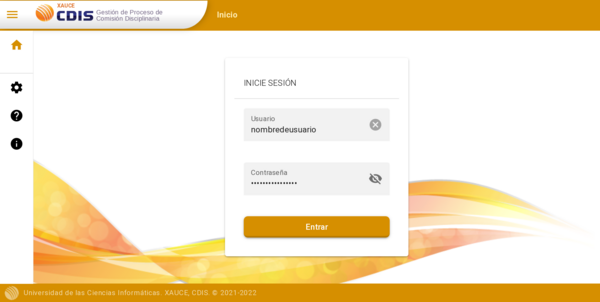 XAUCE
CDIS
Gestión de Proceso de
Comisión Disciplinaria
Inicio
INICIE SESIÓN
Usuario
nombredeusuario
Contraseña
••••••••••••••••
Entrar
Universidad de las Ciencias Informáticas. XAUCE, CDIS. © 2021-2022